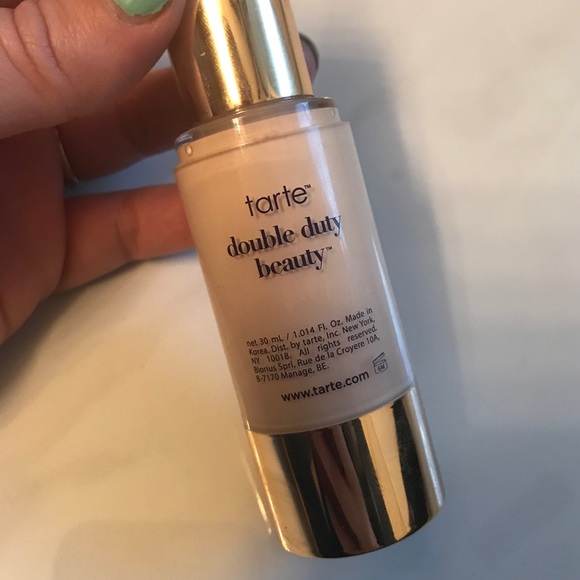 tarte™
double duty
beauty™
net 30 mL / 1.014 Fl. Oz. Made in
Korea. Dist. by tarte, Inc. New York,
NY 10018. All rights reserved.
Biorius Sprl, Rue de la Croyere 10A,
B-7170 Manage, BE.
www.tarte.com